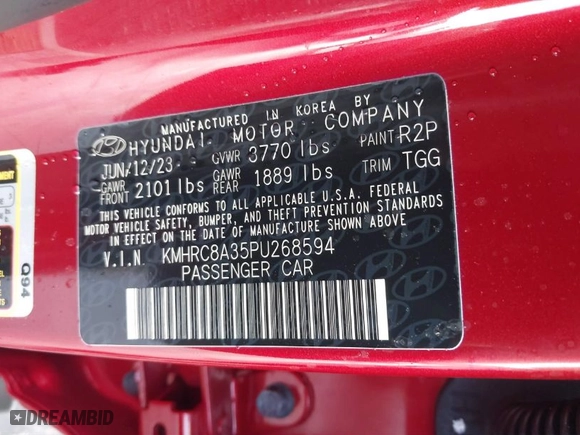 MANUFACTURED IN KOREA BY
HYUNDAI MOTOR COMPANY
JUN/12/23 GVWR 3770 lbs PAINT R2P
GAWR FRONT 2101 lbs GAWR REAR 1889 lbs TRIM TGG
THIS VEHICLE CONFORMS TO ALL APPLICABLE U.S.A. FEDERAL
MOTOR VEHICLE SAFETY, BUMPER, AND THEFT PREVENTION STANDARDS
IN EFFECT ON THE DATE OF MANUFACTURE SHOWN ABOVE
V.I.N. KMHRC8A35PU268594
PASSENGER CAR
Q94
DREAMBID